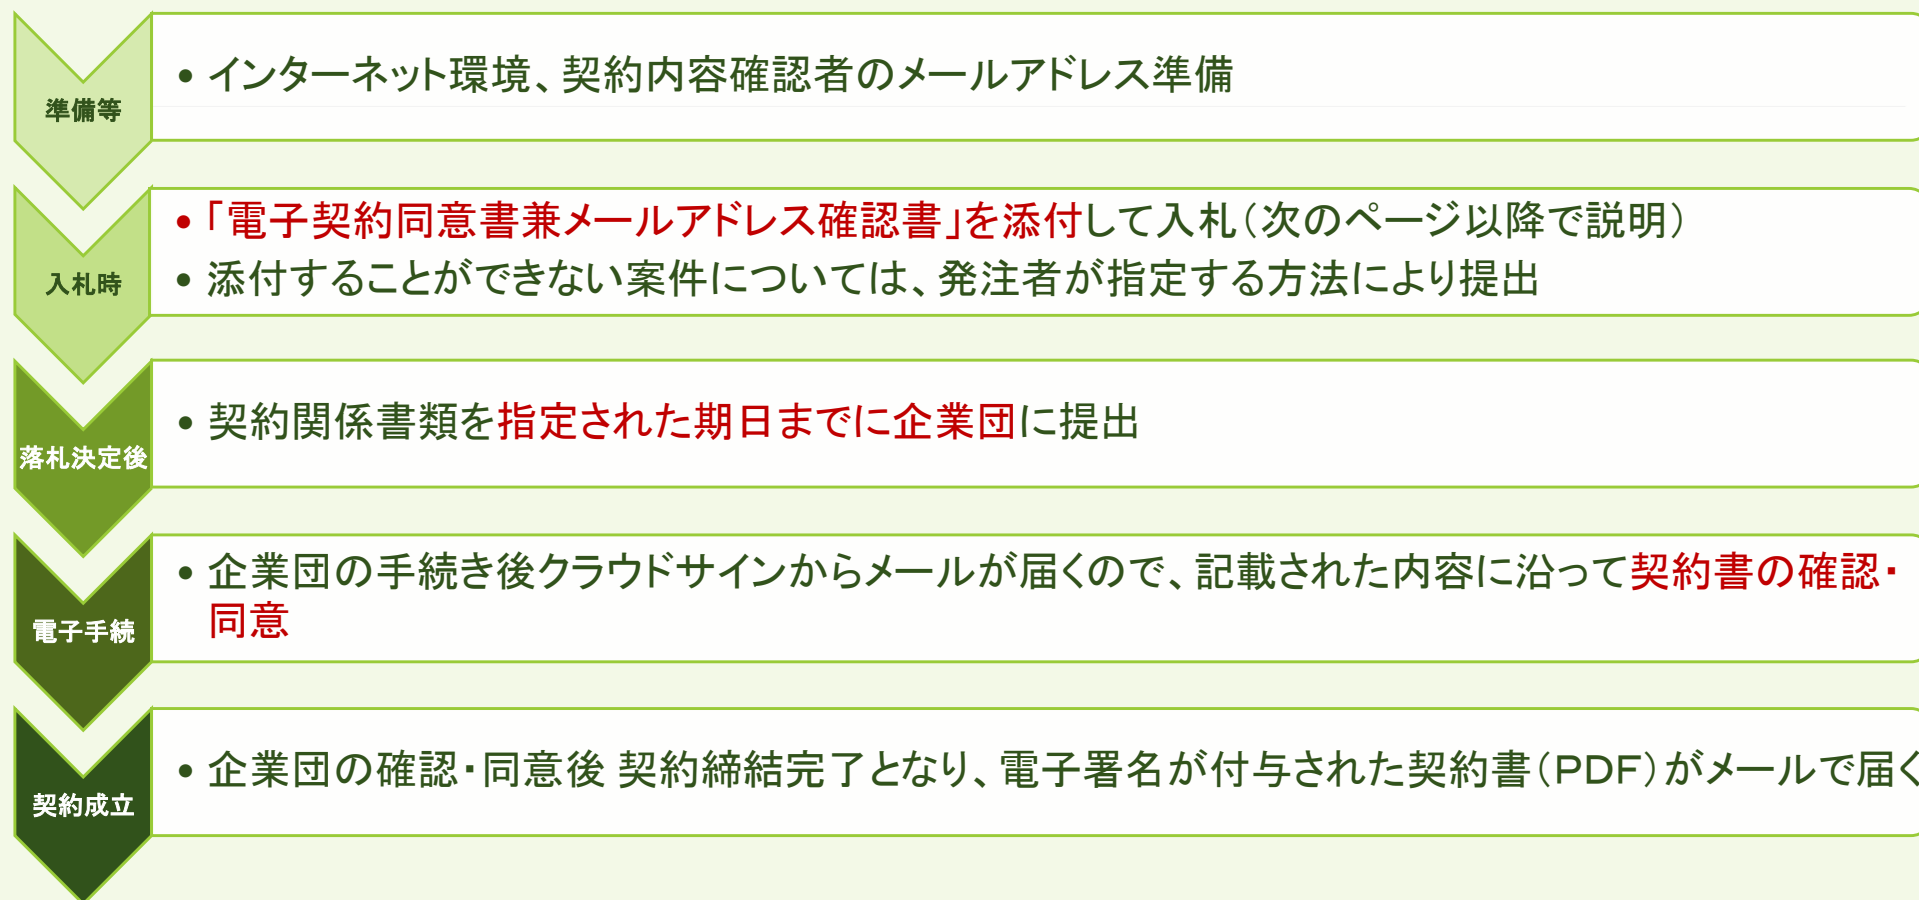 準備等
• インターネット環境、契約内容確認者のメールアドレス準備
入札時
• 「電子契約同意書兼メールアドレス確認書」を添付して入札（次のページ以降で説明）
• 添付することができない案件については、発注者が指定する方法により提出
落札決定後
• 契約関係書類を指定された期日までに企業団に提出
電子手続
• 企業団の手続き後クラウドサインからメールが届くので、記載された内容に沿って契約書の確認・
同意
契約成立
• 企業団の確認・同意後 契約締結完了となり、電子署名が付与された契約書（PDF）がメールで届く